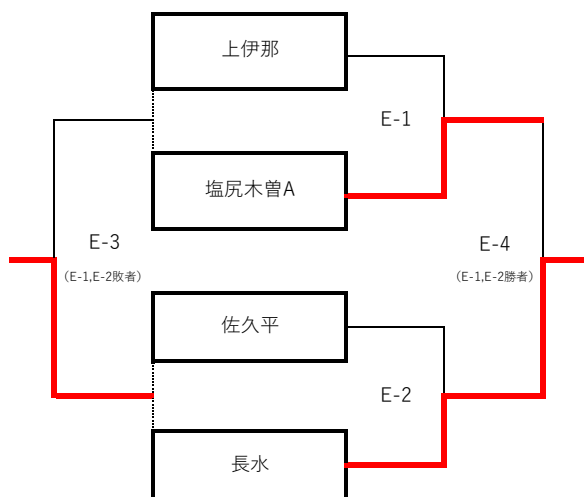 上伊那
E-1
塩尻木曽A
E-3
（E-1,E-2敗者）
E-4
（E-1,E-2勝者）
佐久平
E-2
長水